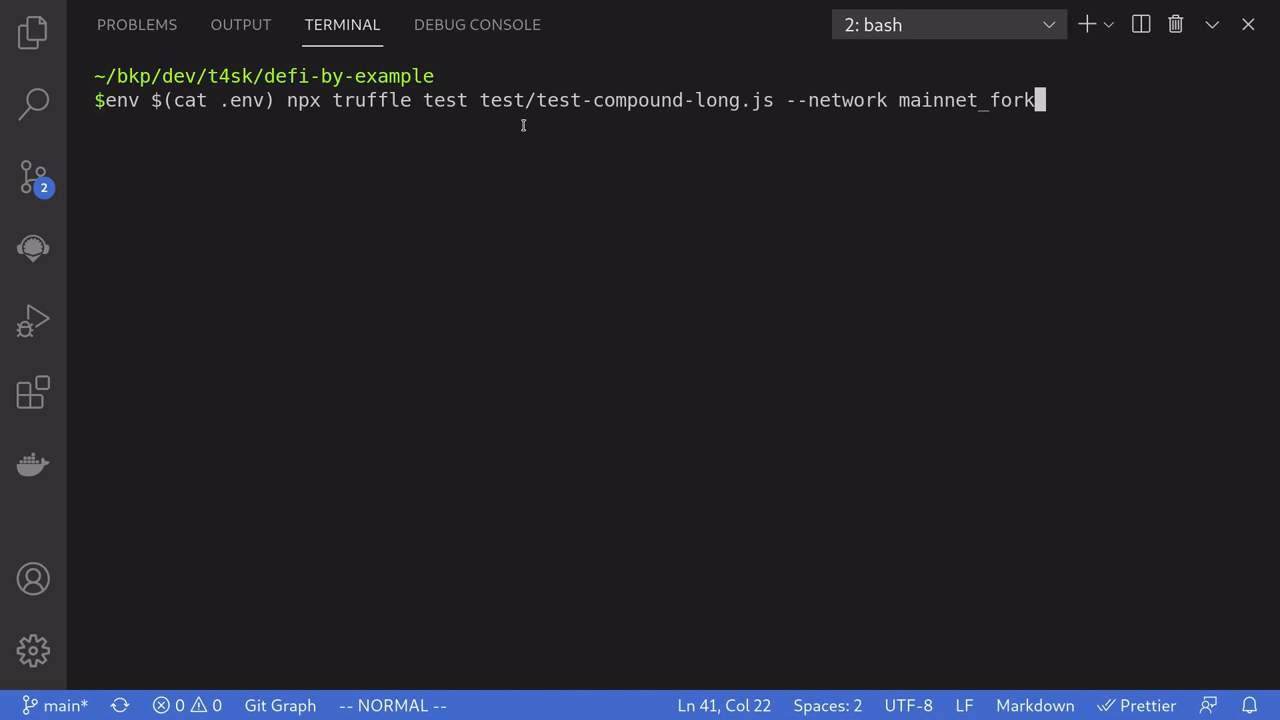 PROBLEMS OUTPUT TERMINAL DEBUG CONSOLE 2: bash
~/bkp/dev/t4sk/defi-by-example
$env $(cat .env) npx truffle test test/test-compound-long.js --network mainnet_fork
2
main* 0 0 Git Graph -- NORMAL -- Ln 41, Col 22 Spaces: 2 UTF-8 LF Markdown Prettier